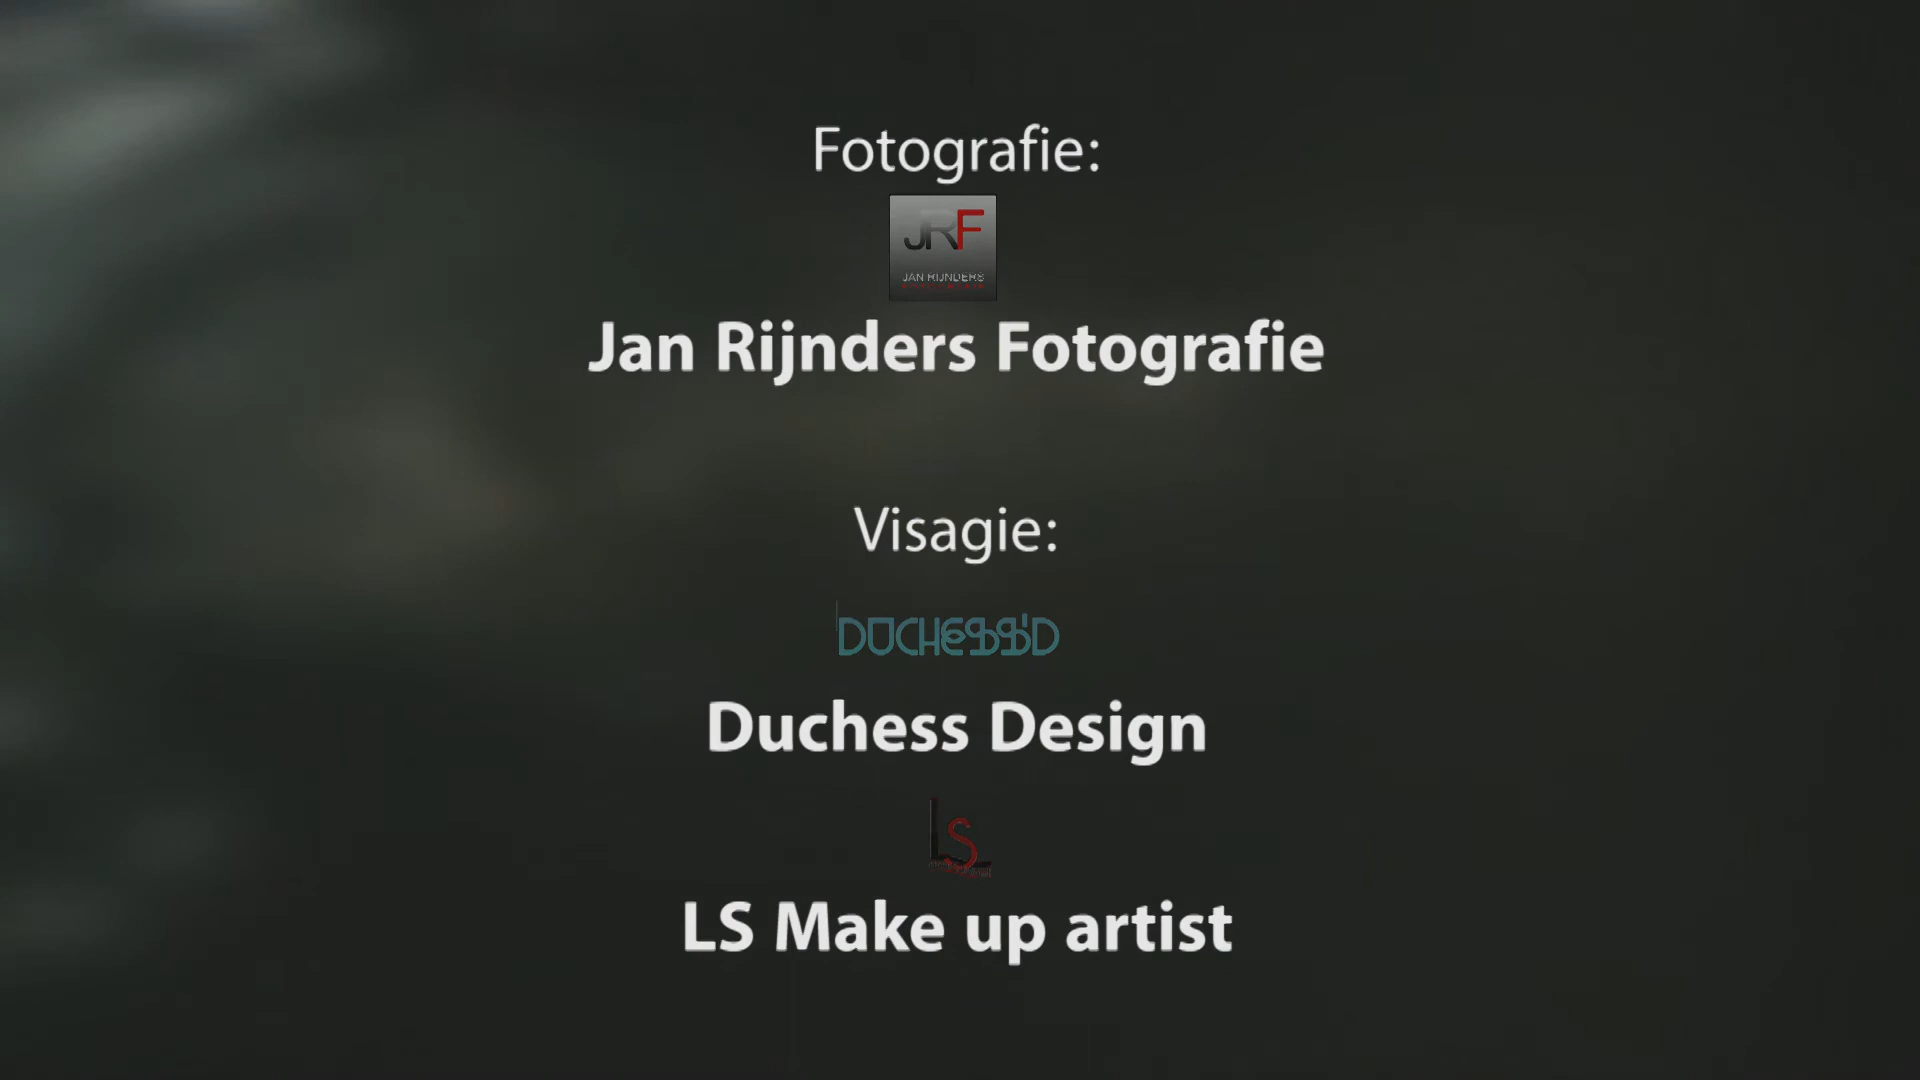 Fotografie:
JRF
JAN RIJNDERS
Jan Rijnders Fotografie
Visagie:
DUCHESS'D
Duchess Design
LS
LS Make up artist